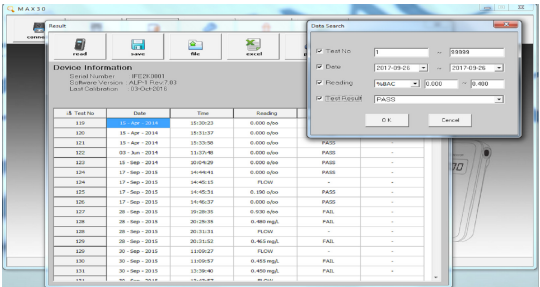 MAX30
Result
read save file excel
Device Information
Serial Number
Software Version : ALP-1 Rev.7.03
Last Calibration : 03-Oct-2016
Test No Date Time Reading
119 15 - Apr - 2014 15:30:23 0.000 o/oo
120 15 - Apr - 2014 15:31:37 0.000 o/oo
121 15 - Apr - 2014 15:33:58 0.000 o/oo PASS -
122 03 - Jun - 2014 11:37:48 0.000 o/oo PASS -
123 15 - Sep - 2015 10:04:29 0.000 o/oo PASS -
124 17 - Sep - 2015 14:44:41 0.000 o/oo PASS -
124 17 - Sep - 2015 14:45:15 FLOW - -
125 17 - Sep - 2015 14:45:31 0.190 o/oo PASS -
126 17 - Sep - 2015 14:46:37 0.000 o/oo PASS -
127 28 - Sep - 2015 0.930 o/oo FAIL -
128 28 - Sep - 2015 20:29:35 0.480 mg/L FAIL -
128 28 - Sep - 2015 20:31:31 FLOW - -
129 28 - Sep - 2015 20:31:52 0.465 mg/L FAIL -
129 30 - Sep - 2015 11:09:27 FLOW - -
130 30 - Sep - 2015 11:09:57 0.455 mg/L FAIL -
131 30 - Sep - 2015 13:38:40 0.450 mg/L FAIL -
Data Search
Test No. 1 ~ 99999
Date 2017-09-26 ~ 2017-09-26
Reading %BAC 0.000 ~ 0.400
Test Result PASS
OK Cancel